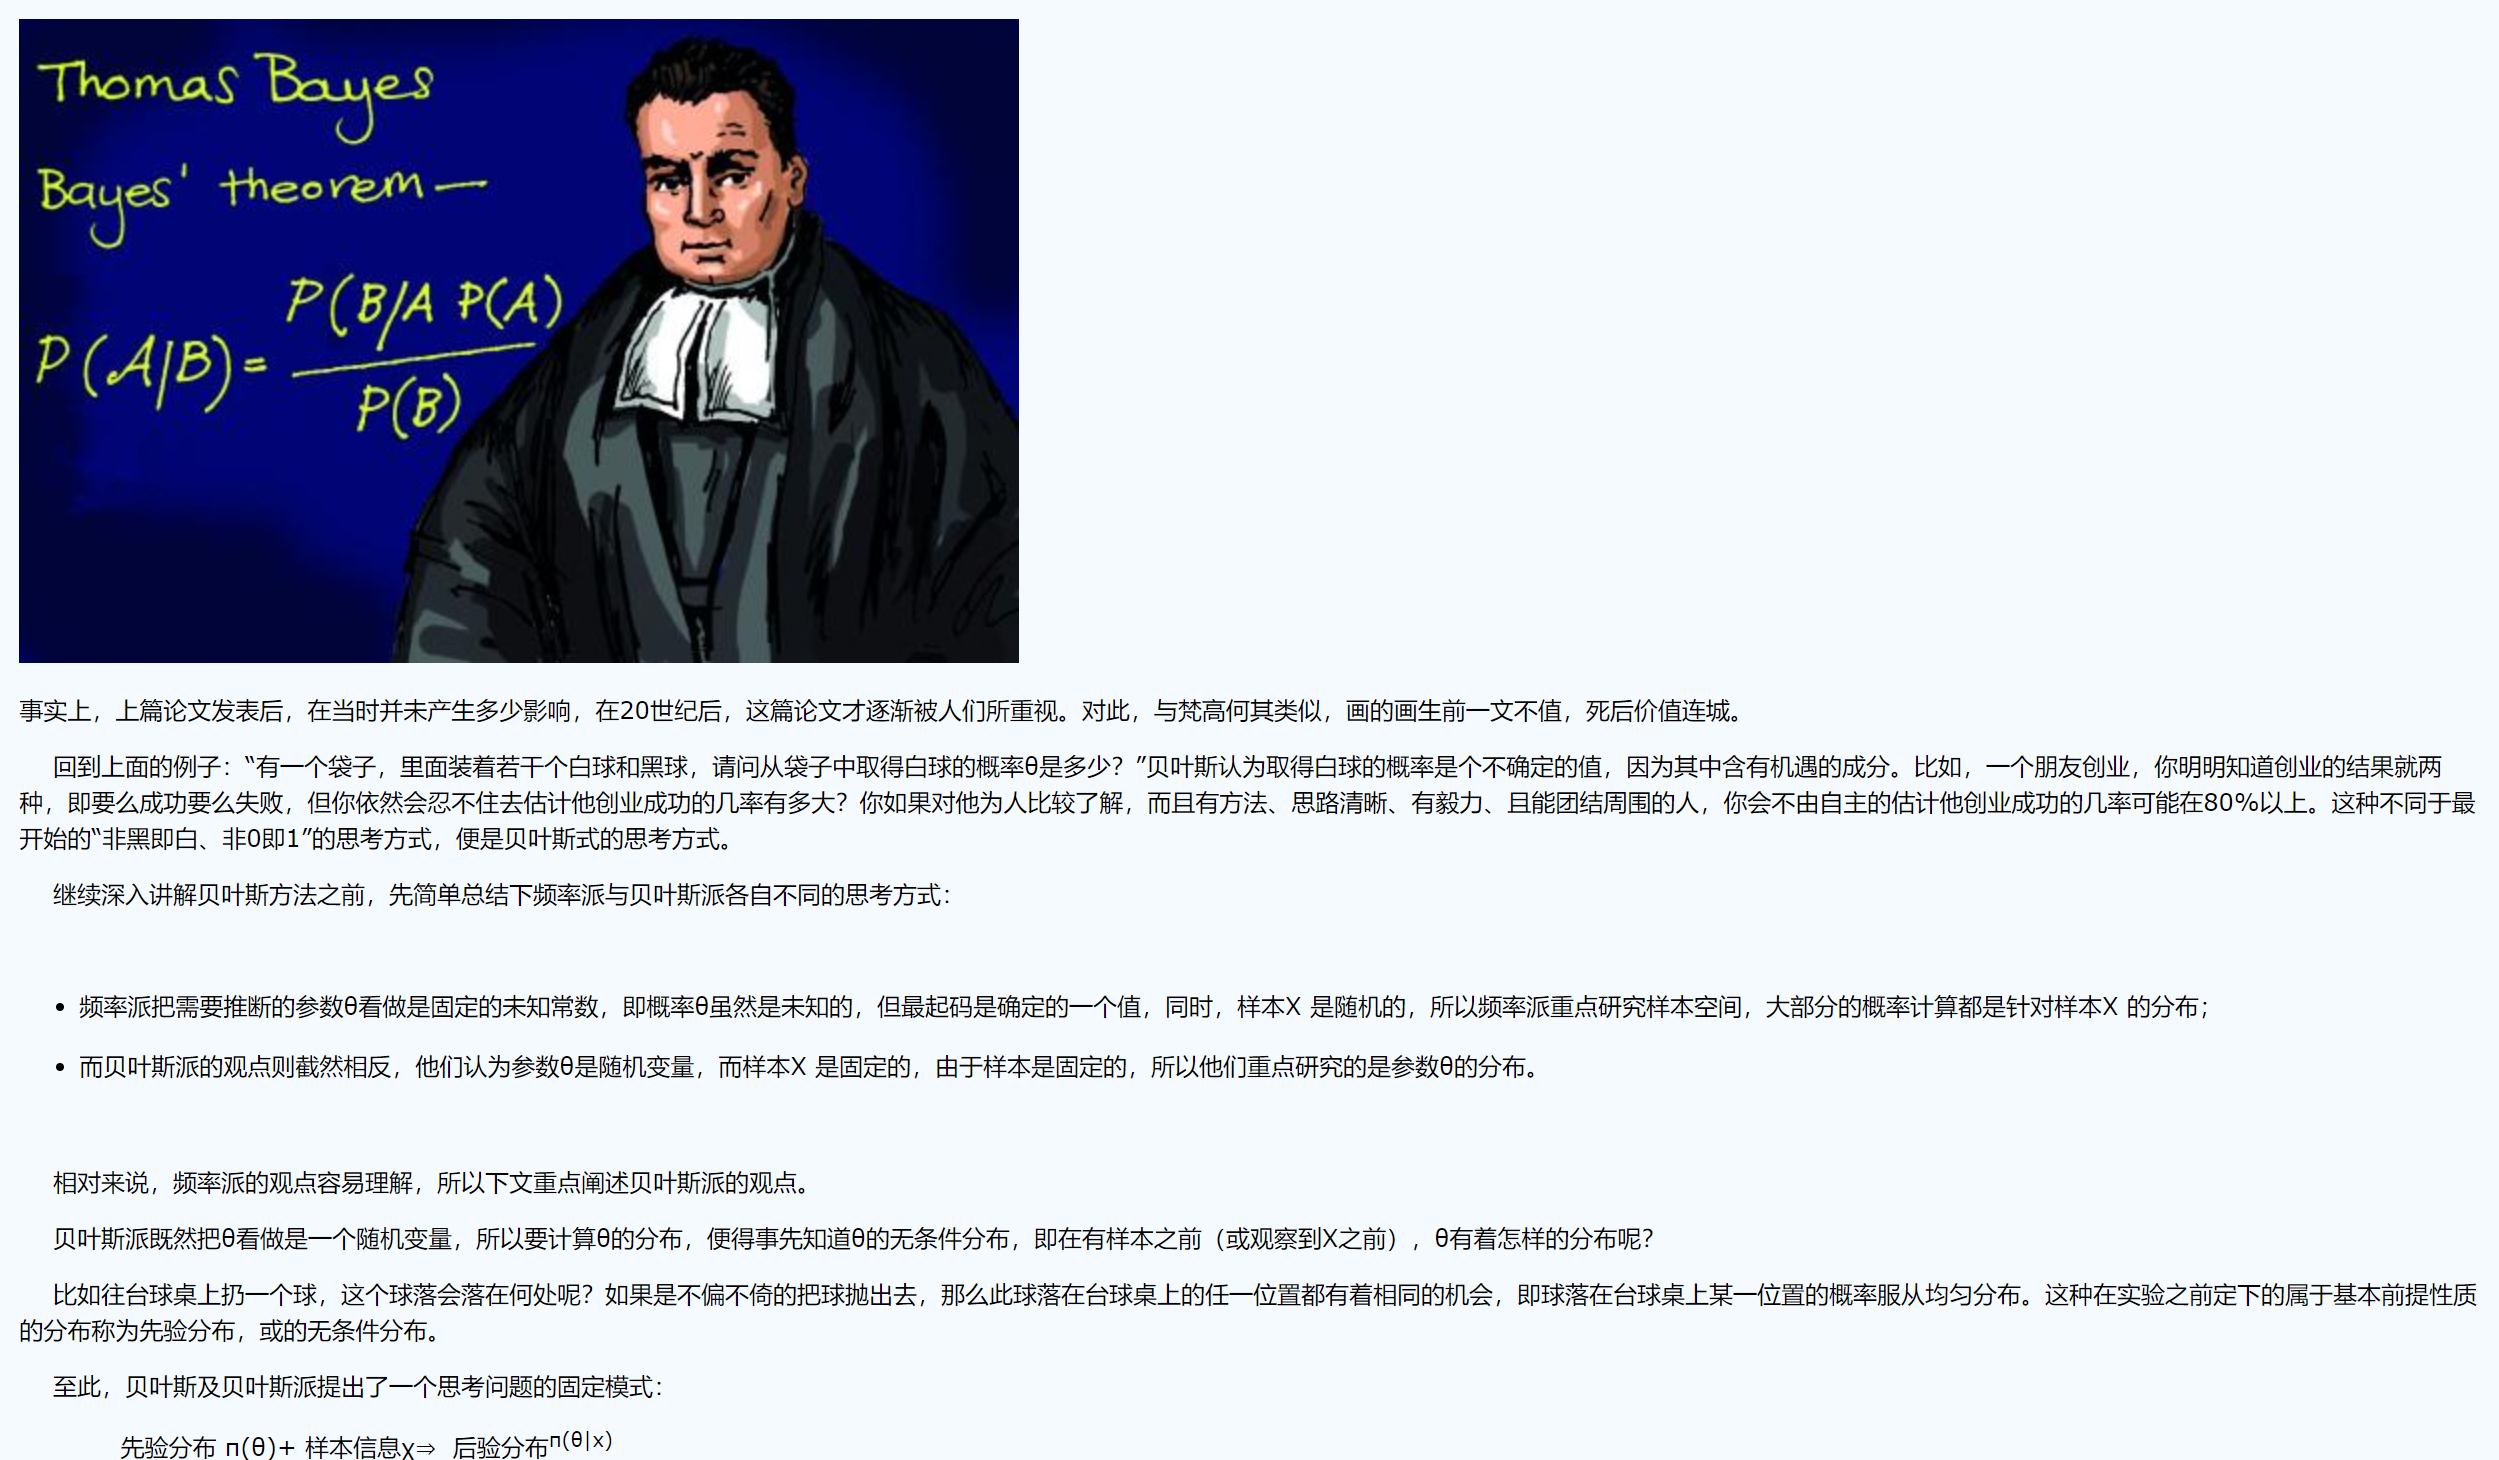 Thomas Bayes
Bayes' theorem —
P(A|B) = P(B/A P(A)
P(B)
事实上，上篇论文发表后，在当时并未产生多少影响，在20世纪后，这篇论文才逐渐被人们所重视。对此，与梵高何其类似，画的画生前一文不值，死后价值连城。
回到上面的例子：“有一个袋子，里面装着若干个白球和黑球，请问从袋子中取得白球的概率θ是多少？”贝叶斯认为取得白球的概率是个不确定的值，因为其中含有机遇的成分。比如，一个朋友创业，你明明知道创业的结果就两
种，即要么成功要么失败，但你依然会忍不住去估计他创业成功的几率有多大？你如果对他为人比较了解，而且有方法、思路清晰、有毅力、且能团结周围的人，你会不由自主的估计他创业成功的几率可能在80%以上。这种不同于最
开始的“非黑即白、非0即1”的思考方式，便是贝叶斯式的思考方式。
继续深入讲解贝叶斯方法之前，先简单总结下频率派与贝叶斯派各自不同的思考方式：
• 频率派把需要推断的参数θ看做是固定的未知常数，即概率θ虽然是未知的，但最起码是确定的一个值，同时，样本X 是随机的，所以频率派重点研究样本空间，大部分的概率计算都是针对样本X 的分布；
• 而贝叶斯派的观点则截然相反，他们认为参数θ是随机变量，而样本X 是固定的，由于样本是固定的，所以他们重点研究的是参数θ的分布。
相对来说，频率派的观点容易理解，所以下文重点阐述贝叶斯派的观点。
贝叶斯派既然把θ看做是一个随机变量，所以要计算θ的分布，便得事先知道θ的无条件分布，即在有样本之前（或观察到X之前），θ有着怎样的分布呢？
比如往台球桌上扔一个球，这个球落会落在何处呢？如果是不偏不倚的把球抛出去，那么此球落在台球桌上的任一位置都有着相同的机会，即球落在台球桌上某一位置的概率服从均匀分布。这种在实验之前定下的属于基本前提性质
的分布称为先验分布，或的无条件分布。
至此，贝叶斯及贝叶斯派提出了一个思考问题的固定模式：
先验分布 π(θ)+ 样本信息χ⇒ 后验分布π(θ|x)